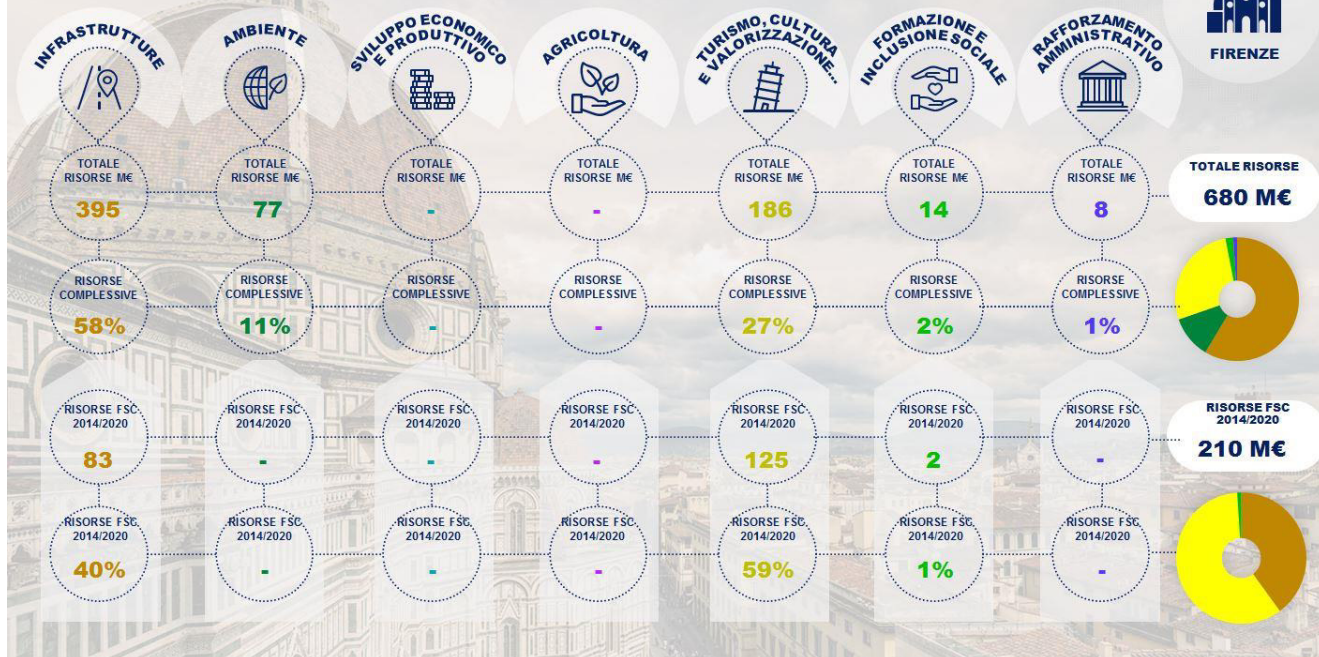 INFRASTRUTTURE
AMBIENTE
SVILUPPO ECONOMICO
E PRODUTTIVO
AGRICOLTURA
TURISMO, CULTURA
E VALORIZZAZIONE...
FORMAZIONE E
INCLUSIONE SOCIALE
RAFFORZAMENTO
AMMINISTRATIVO
FIRENZE
TOTALE
RISORSE M€
395
TOTALE
RISORSE M€
77
TOTALE
RISORSE M€
-
TOTALE
RISORSE M€
-
TOTALE
RISORSE M€
186
TOTALE
RISORSE M€
14
TOTALE
RISORSE M€
8
TOTALE RISORSE
680 M€
RISORSE
COMPLESSIVE
58%
RISORSE
COMPLESSIVE
11%
RISORSE
COMPLESSIVE
-
RISORSE
COMPLESSIVE
-
RISORSE
COMPLESSIVE
27%
RISORSE
COMPLESSIVE
2%
RISORSE
COMPLESSIVE
1%
RISORSE FSC
2014/2020
83
RISORSE FSC
2014/2020
-
RISORSE FSC
2014/2020
-
RISORSE FSC
2014/2020
-
RISORSE FSC
2014/2020
125
RISORSE FSC
2014/2020
2
RISORSE FSC
2014/2020
-
RISORSE FSC
2014/2020
210 M€
RISORSE FSC
2014/2020
40%
RISORSE FSC
2014/2020
-
RISORSE FSC
2014/2020
-
RISORSE FSC
2014/2020
-
RISORSE FSC
2014/2020
59%
RISORSE FSC
2014/2020
1%
RISORSE FSC
2014/2020
-